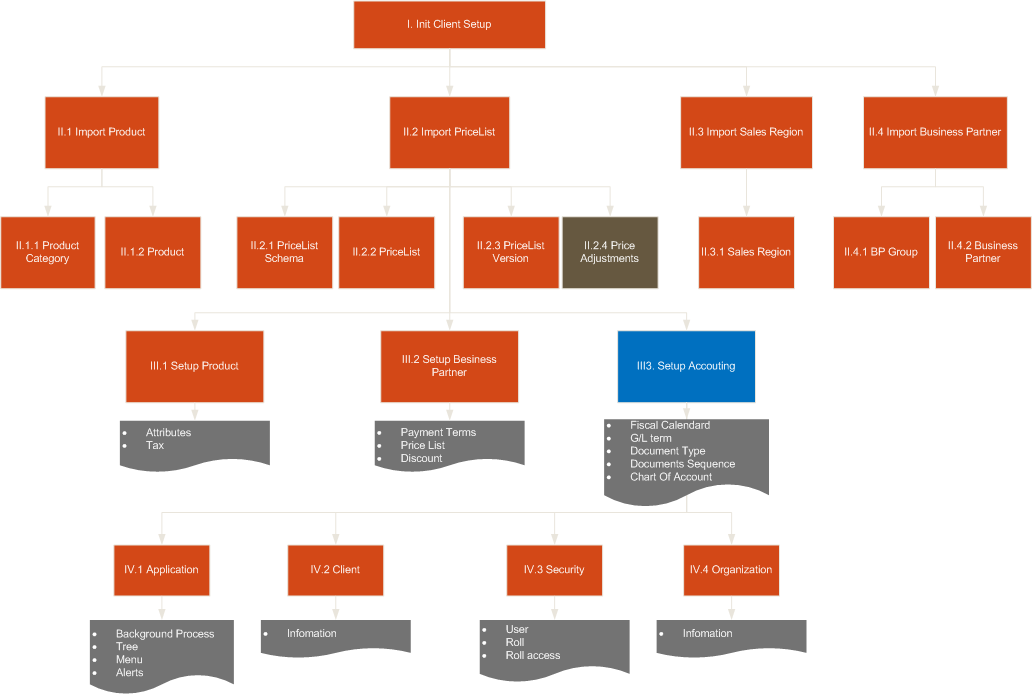 I. Init Client Setup
II.1 Import Product
II.2 Import PriceList
II.3 Import Sales Region
II.4 Import Business Partner
II.1.1 Product
Category
II.1.2 Product
II.2.1 PriceList
Schema
II.2.2 PriceList
II.2.3 PriceList
Version
II.2.4 Price
Adjustments
II.3.1 Sales Region
II.4.1 BP Group
II.4.2 Business
Partner
III.1 Setup Product
III.2 Setup Besiness
Partner
III3. Setup Accouting
• Attributes
• Tax
• Payment Terms
• Price List
• Discount
• Fiscal Calendard
• G/L term
• Document Type
• Documents Sequence
• Chart Of Account
IV.1 Application
IV.2 Client
IV.3 Security
IV.4 Organization
• Background Process
• Tree
• Menu
• Alerts
• Infomation
• User
• Roll
• Roll access
• Infomation